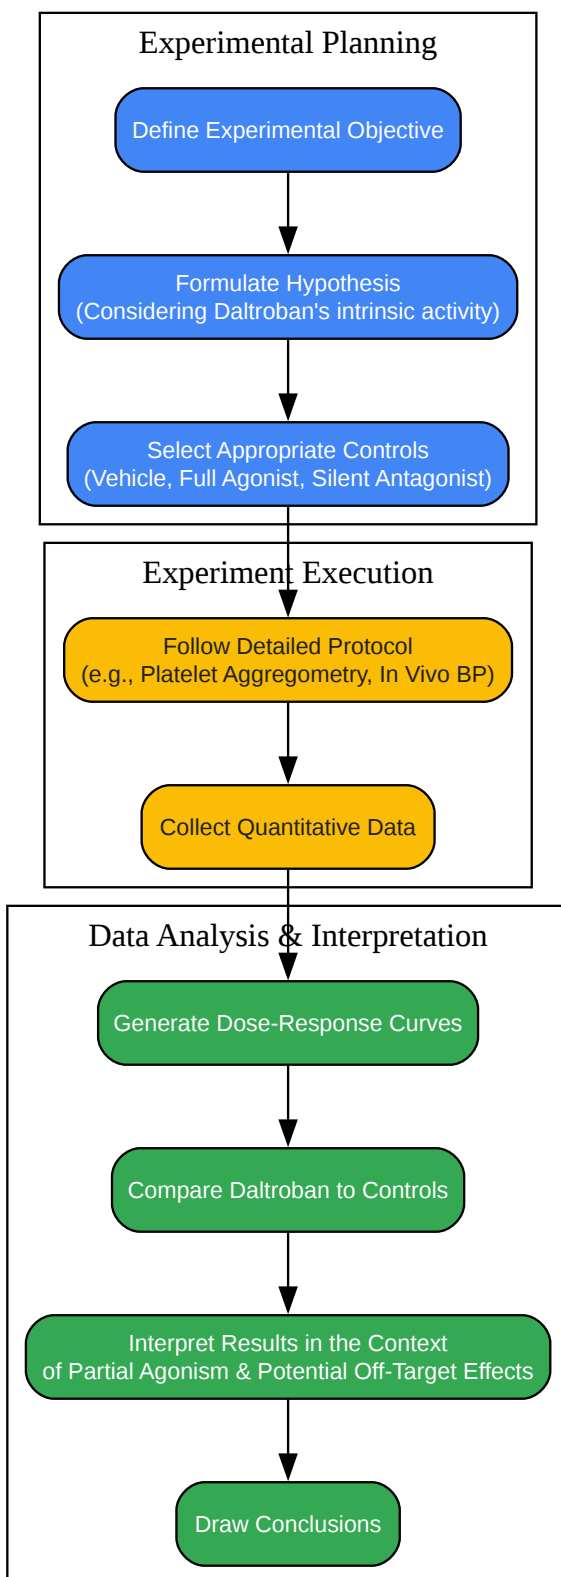 Experimental Planning
Define Experimental Objective
Formulate Hypothesis
(Considering Daltroban's intrinsic activity)
Select Appropriate Controls
(Vehicle, Full Agonist, Silent Antagonist)
Experiment Execution
Follow Detailed Protocol
(e.g., Platelet Aggregometry, In Vivo BP)
Collect Quantitative Data
Data Analysis & Interpretation
Generate Dose-Response Curves
Compare Daltroban to Controls
Interpret Results in the Context
of Partial Agonism & Potential Off-Target Effects
Draw Conclusions